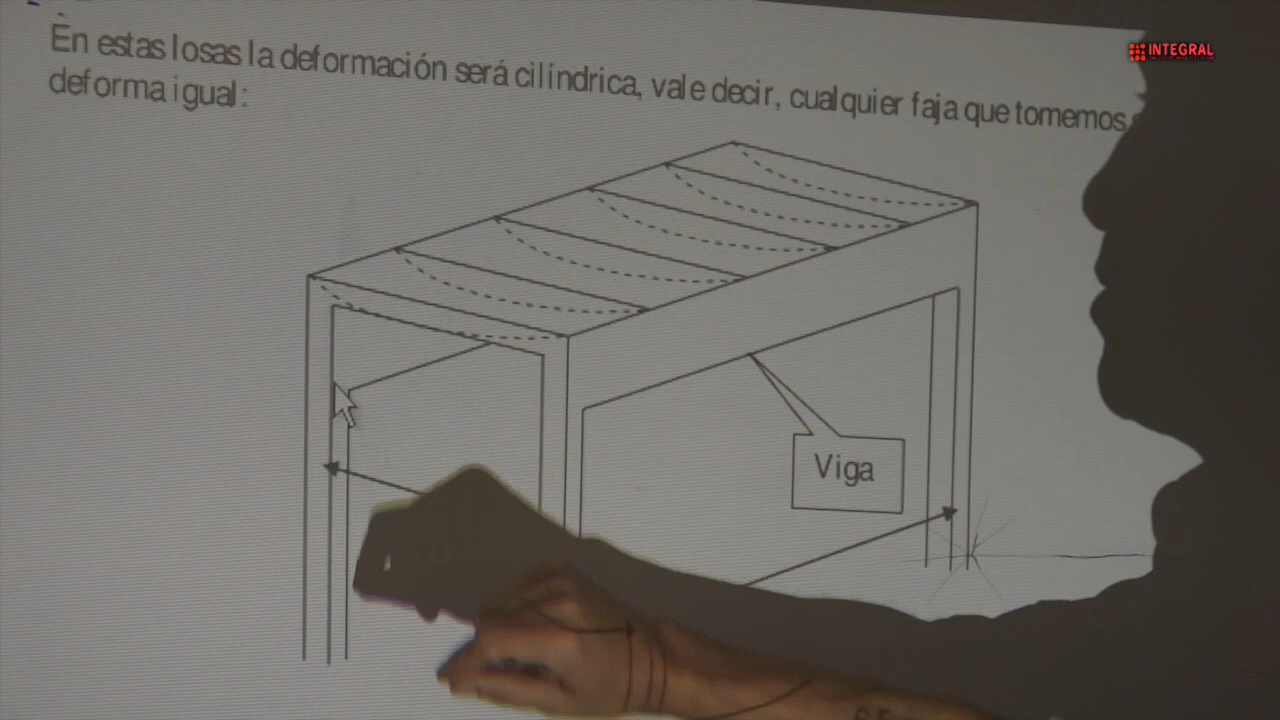 En estas losas la deformación será cilíndrica, vale decir, cualquier faja que tomemos
deforma igual:
INTEGRAL
Viga